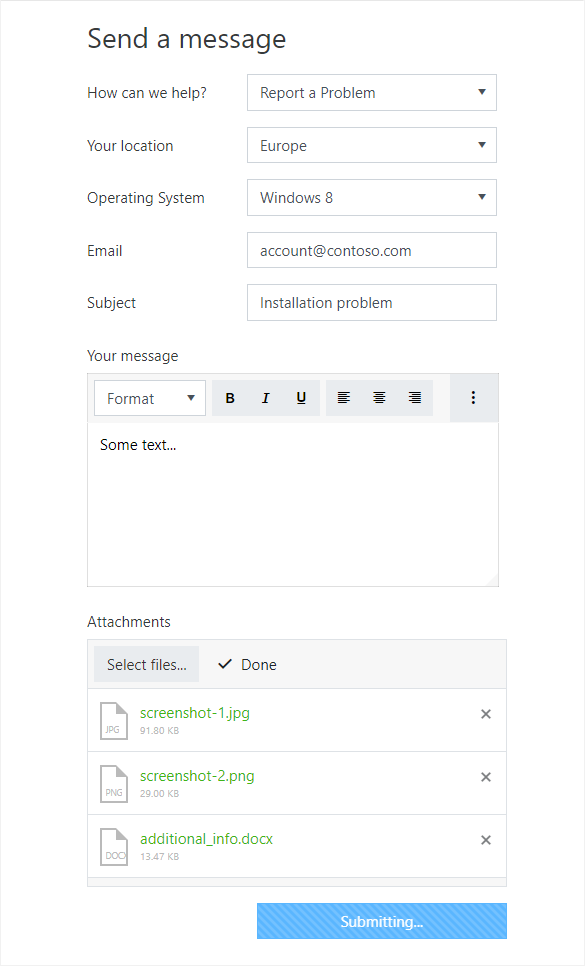 Send a message
How can we help? Report a Problem
Your location Europe
Operating System Windows 8
Email account@contoso.com
Subject Installation problem
Your message
Format B I U
Some text...
Attachments
Select files... Done
JPG screenshot-1.jpg
91.80 KB
PNG screenshot-2.png
29.00 KB
DOCX additional_info.docx
13.47 KB
Submitting...